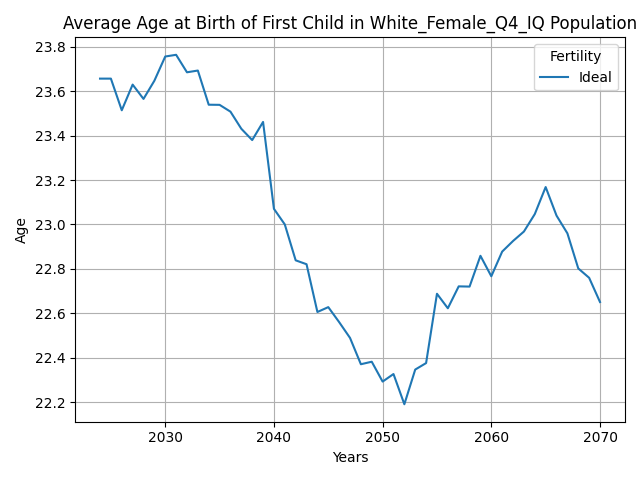 Average Age at Birth of First Child in White_Female_Q4_IQ Population
Fertility
Ideal
23.8
23.6
23.4
23.2
23.0
22.8
22.6
22.4
22.2
Age
2030 2040 2050 2060 2070
Years